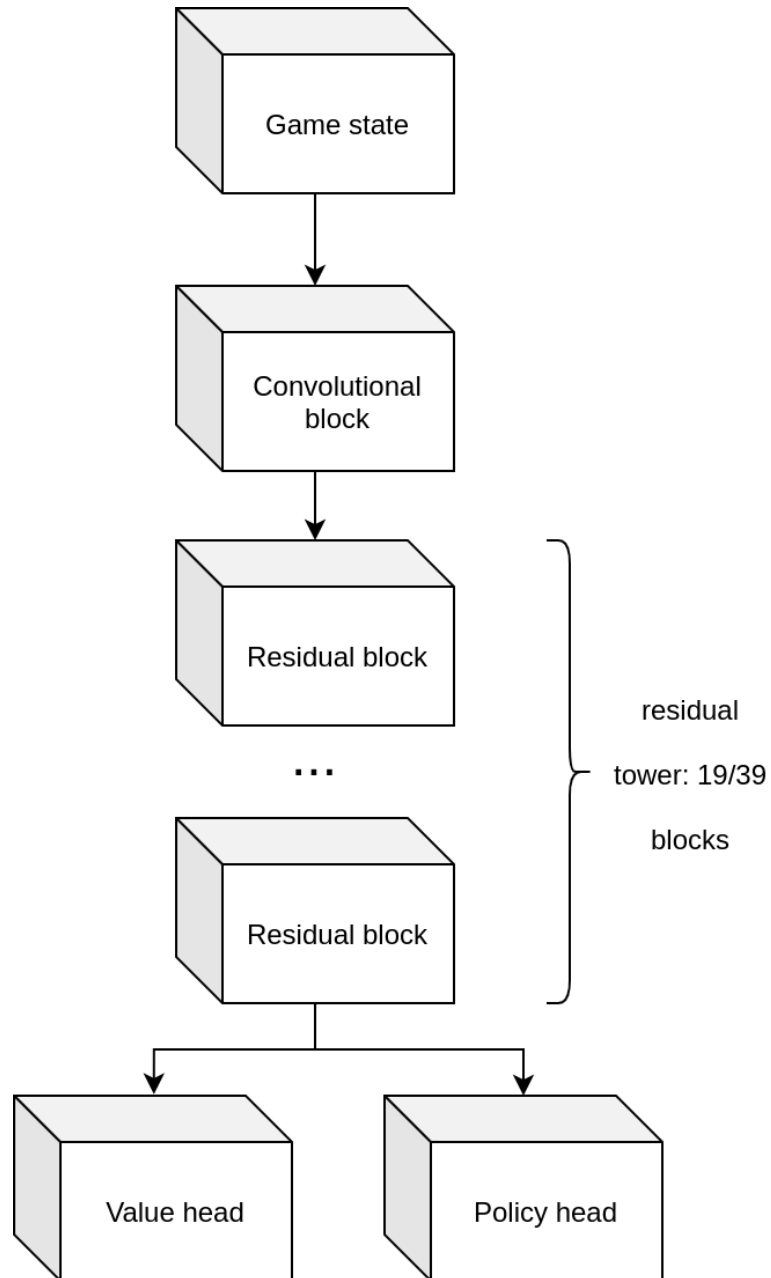 Game state
Convolutional
block
Residual block
...
residual
tower: 19/39
blocks
Residual block
Value head
Policy head